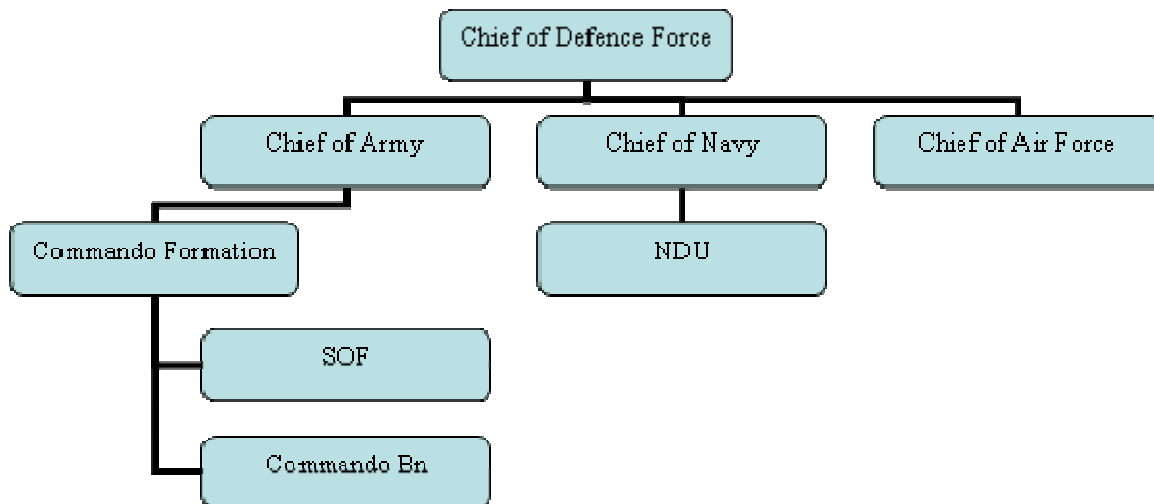 Chief of Defence Force
Chief of Army
Chief of Navy
Chief of Air Force
Commando Formation
NDU
SOF
Commando Bn